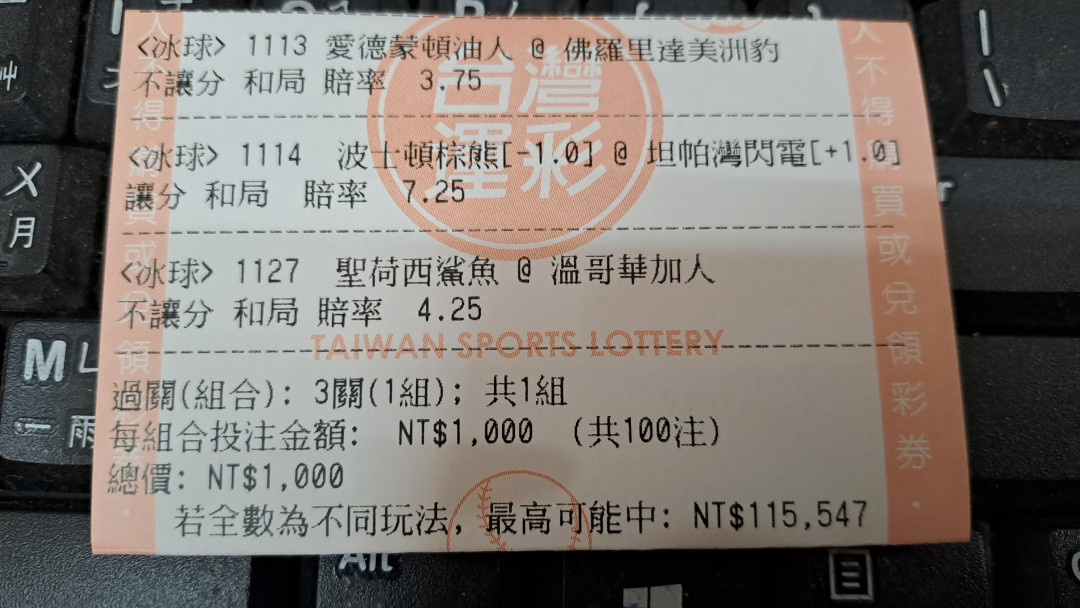 <冰球> 1113 愛德蒙頓油人 @ 佛羅里達美洲豹
不讓分 和局 賠率 3.75
<冰球> 1114 波士頓棕熊[-1.0] @ 坦帕灣閃電[+1.0]
讓分 和局 賠率 7.25
<冰球> 1127 聖荷西鯊魚 @ 溫哥華加人
不讓分 和局 賠率 4.25
TAIWAN SPORTS LOTTERY
過關(組合): 3關(1組); 共1組
每組合投注金額: NT$1,000 (共100注)
總價: NT$1,000
若全數為不同玩法, 最高可能中: NT$115,547
台灣
運彩
人不得購買或兌領彩券
M
一
雨
月
Alt